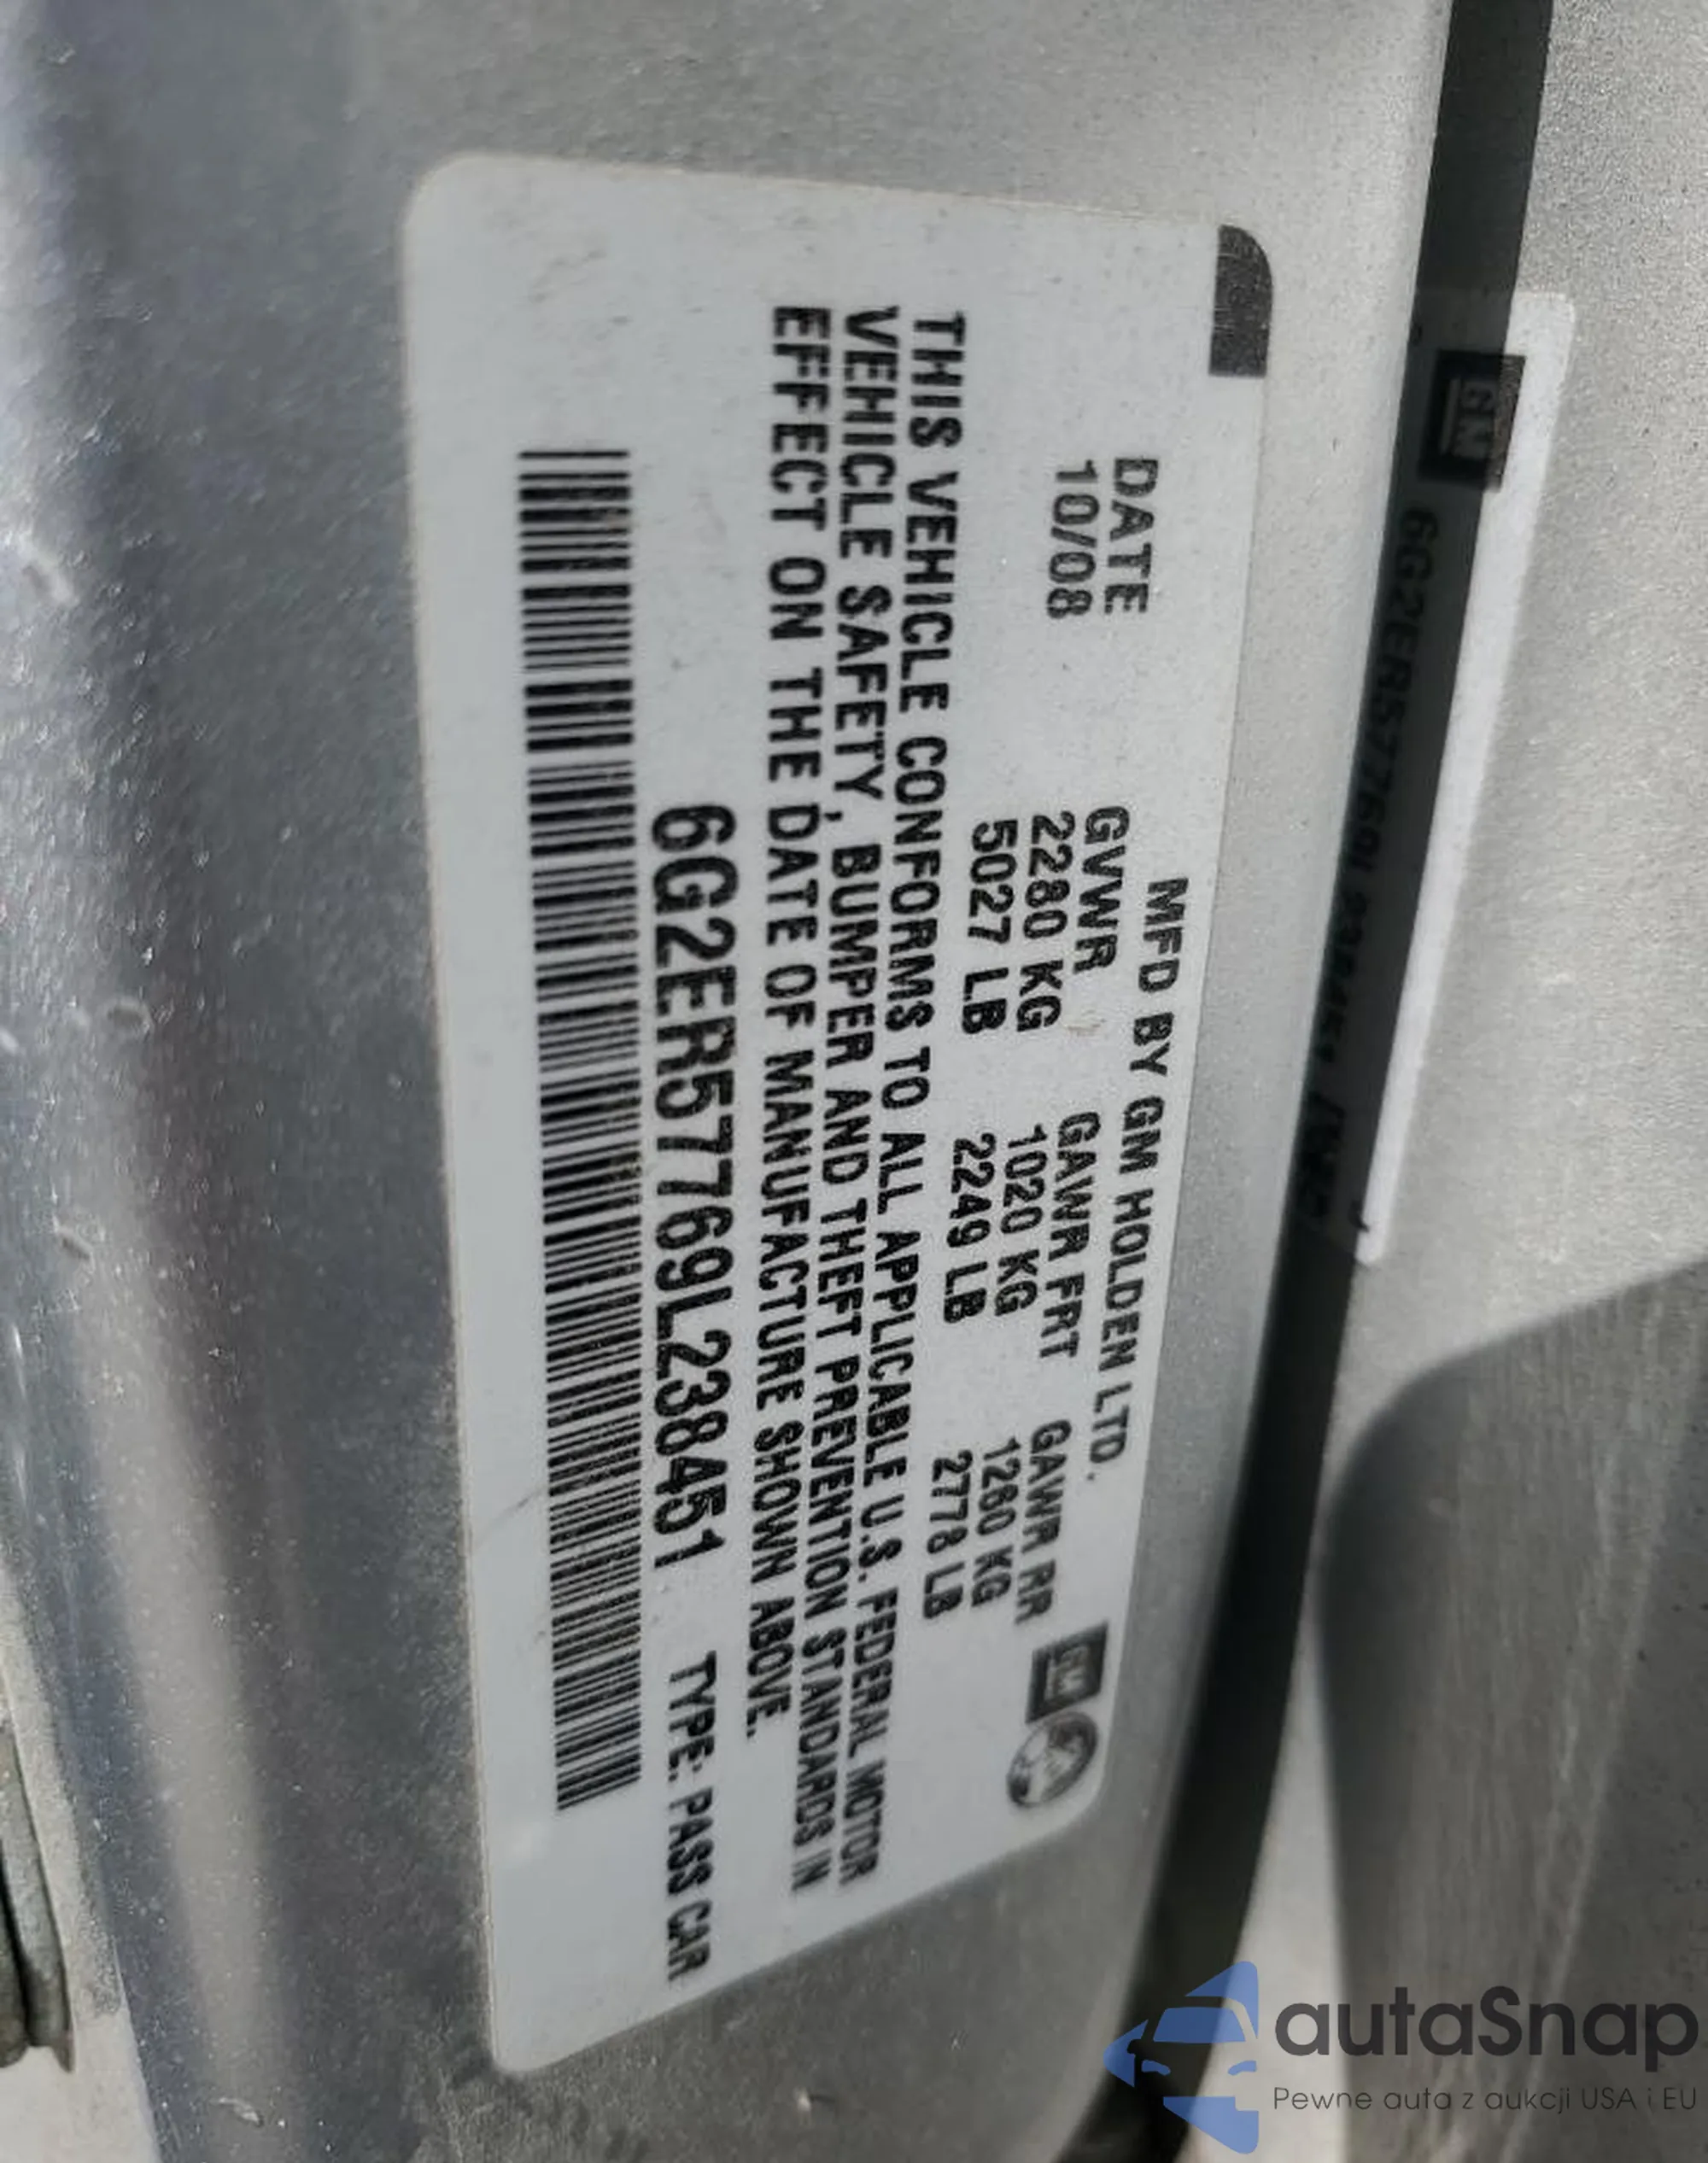 MFD BY GM HOLDEN LTD.
DATE GVWR GAWR FRT GAWR RR
10/08 2280 KG 1020 KG 1260 KG
5027 LB 2249 LB 2778 LB
GM
THIS VEHICLE CONFORMS TO ALL APPLICABLE U.S. FEDERAL MOTOR
VEHICLE SAFETY, BUMPER AND THEFT PREVENTION STANDARDS IN
EFFECT ON THE DATE OF MANUFACTURE SHOWN ABOVE.
6G2ER57769L238451 TYPE: PASS CAR
GM 6G2ER57769L238451
autaSnap
Pewne auta z aukcji USA i EU